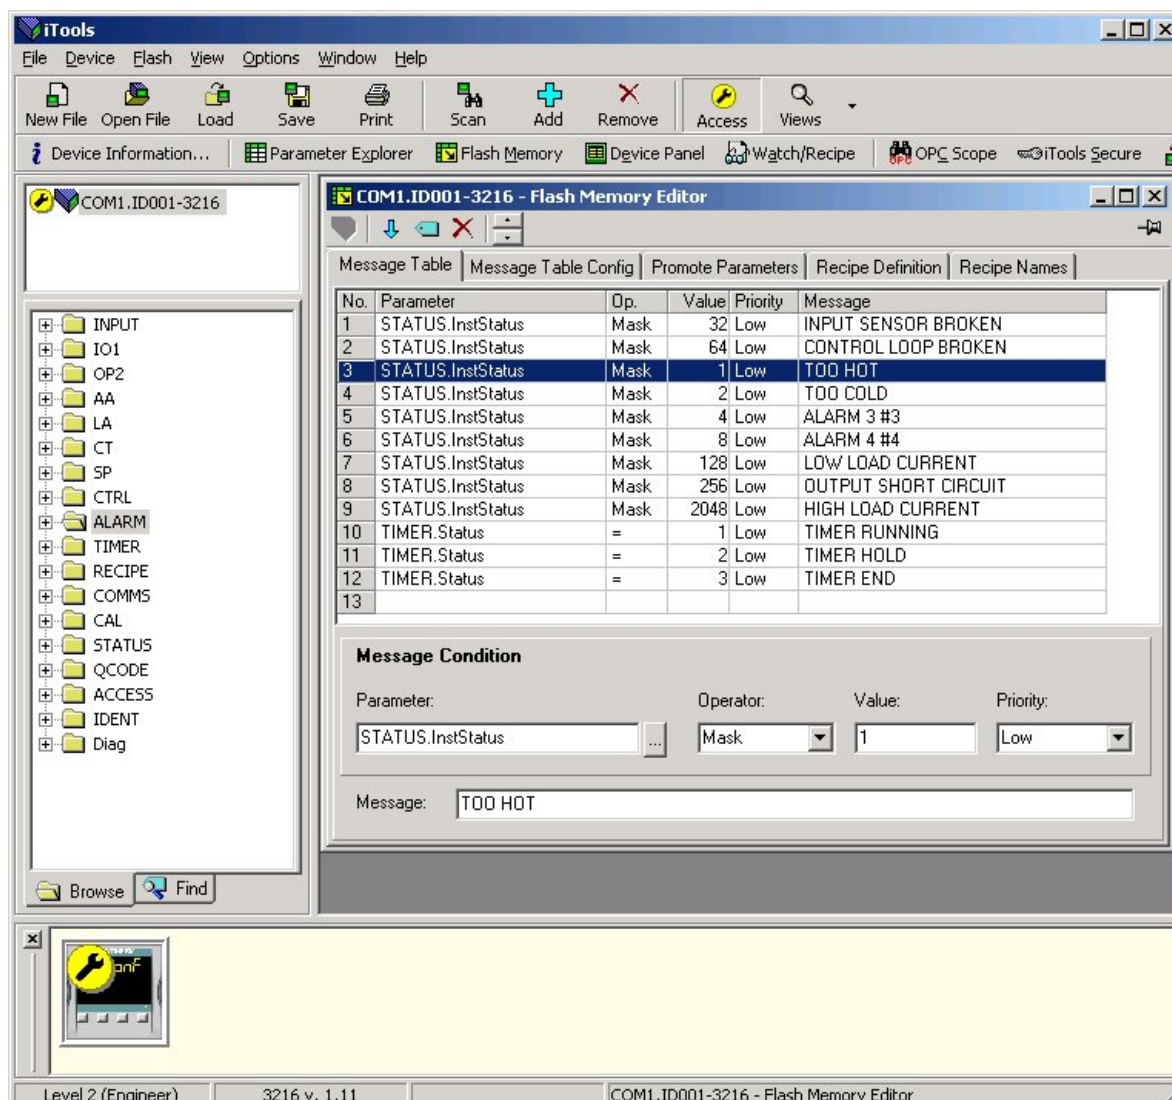 iTools
File Device Flash View Options Window Help
New File Open File Load Save Print Scan Add Remove Access Views
Device Information... Parameter Explorer Flash Memory Device Panel Watch/Recipe OPC Scope iTools Secure
COM1.ID001-3216
INPUT
IO1
OP2
AA
LA
CT
SP
CTRL
ALARM
TIMER
RECIPE
COMMS
CAL
STATUS
QCODE
ACCESS
IDENT
Diag
Browse Find
COM1.ID001-3216 - Flash Memory Editor
Message Table Message Table Config Promote Parameters Recipe Definition Recipe Names
No. Parameter Op. Value Priority Message
1 STATUS.InstStatus Mask 32 Low INPUT SENSOR BROKEN
2 STATUS.InstStatus Mask 64 Low CONTROL LOOP BROKEN
3 STATUS.InstStatus Mask 1 Low TOO HOT
4 STATUS.InstStatus Mask 2 Low TOO COLD
5 STATUS.InstStatus Mask 4 Low ALARM 3 #3
6 STATUS.InstStatus Mask 8 Low ALARM 4 #4
7 STATUS.InstStatus Mask 128 Low LOW LOAD CURRENT
8 STATUS.InstStatus Mask 256 Low OUTPUT SHORT CIRCUIT
9 STATUS.InstStatus Mask 2048 Low HIGH LOAD CURRENT
10 TIMER.Status = 1 Low TIMER RUNNING
11 TIMER.Status = 2 Low TIMER HOLD
12 TIMER.Status = 3 Low TIMER END
13
Message Condition
Parameter: Operator: Value: Priority:
STATUS.InstStatus ... Mask 1 Low
Message: TOO HOT
Level 2 (Engineer) 3216 v. 1.11 COM1.ID001-3216 - Flash Memory Editor